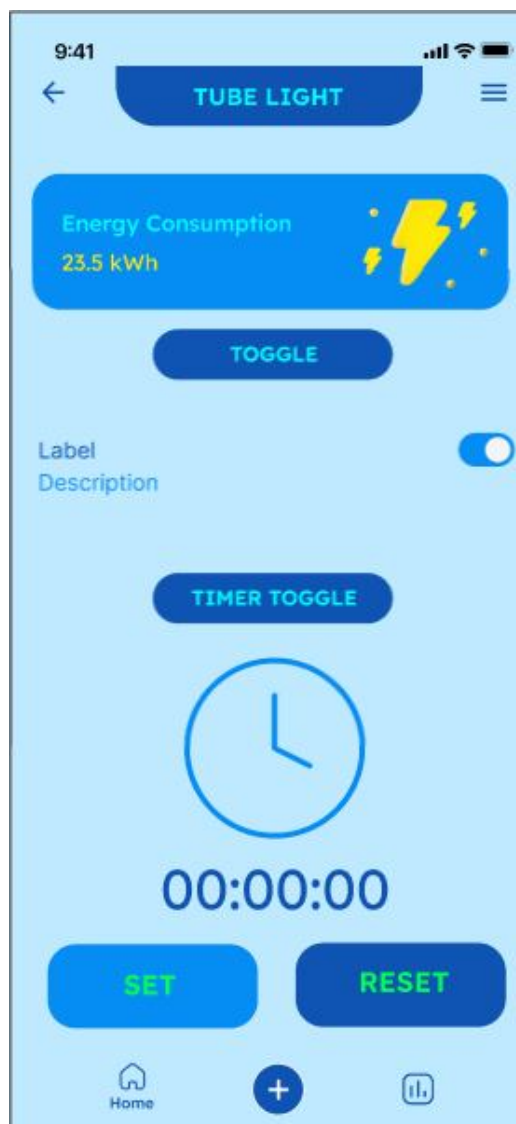 9:41
TUBE LIGHT
Energy Consumption
23.5 kWh
TOGGLE
Label
Description
TIMER TOGGLE
00:00:00
SET
RESET
Home